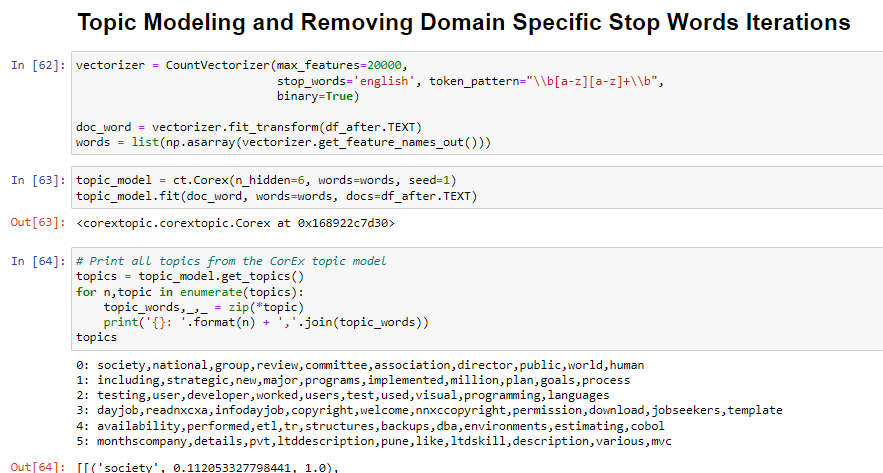 Topic Modeling and Removing Domain Specific Stop Words Iterations
In [62]: vectorizer = CountVectorizer(max_features=20000,
stop_words='english', token_pattern="\\b[a-z][a-z]+\\b",
binary=True)
doc_word = vectorizer.fit_transform(df_after.TEXT)
words = list(np.asarray(vectorizer.get_feature_names_out()))
In [63]: topic_model = ct.Corex(n_hidden=6, words=words, seed=1)
topic_model.fit(doc_word, words=words, docs=df_after.TEXT)
Out[63]: <corextopic.corextopic.Corex at 0x168922c7d30>
In [64]: # Print all topics from the CorEx topic model
topics = topic_model.get_topics()
for n,topic in enumerate(topics):
topic_words,_,_ = zip(*topic)
print('{}: '.format(n) + ','.join(topic_words))
topics
0: society,national,group,review,committee,association,director,public,world,human
1: including,strategic,new,major,programs,implemented,million,plan,goals,process
2: testing,user,developer,worked,users,test,used,visual,programming,languages
3: dayjob,readnxcxa,infodayjob,copyright,welcome,nnxccopyright,permission,download,jobseekers,template
4: availability,performed,etl,tr,structures,backups,dba,environments,estimating,cobol
5: monthscompany,details,pvt,ltddescription,pune,like,ltdskill,description,various,mvc
Out[64]: [[('society', 0.112053327798441, 1.0),